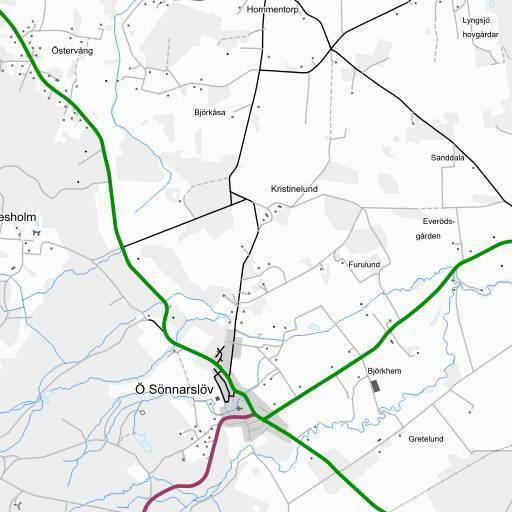 Hommentorp
Lyngsjö
hovgårdar
Östervång
Björkåsa
Sanddala
Kristinelund
esholm
Everöds-
gården
Furulund
Björkhem
Ö Sönnarslöv
Gretelund